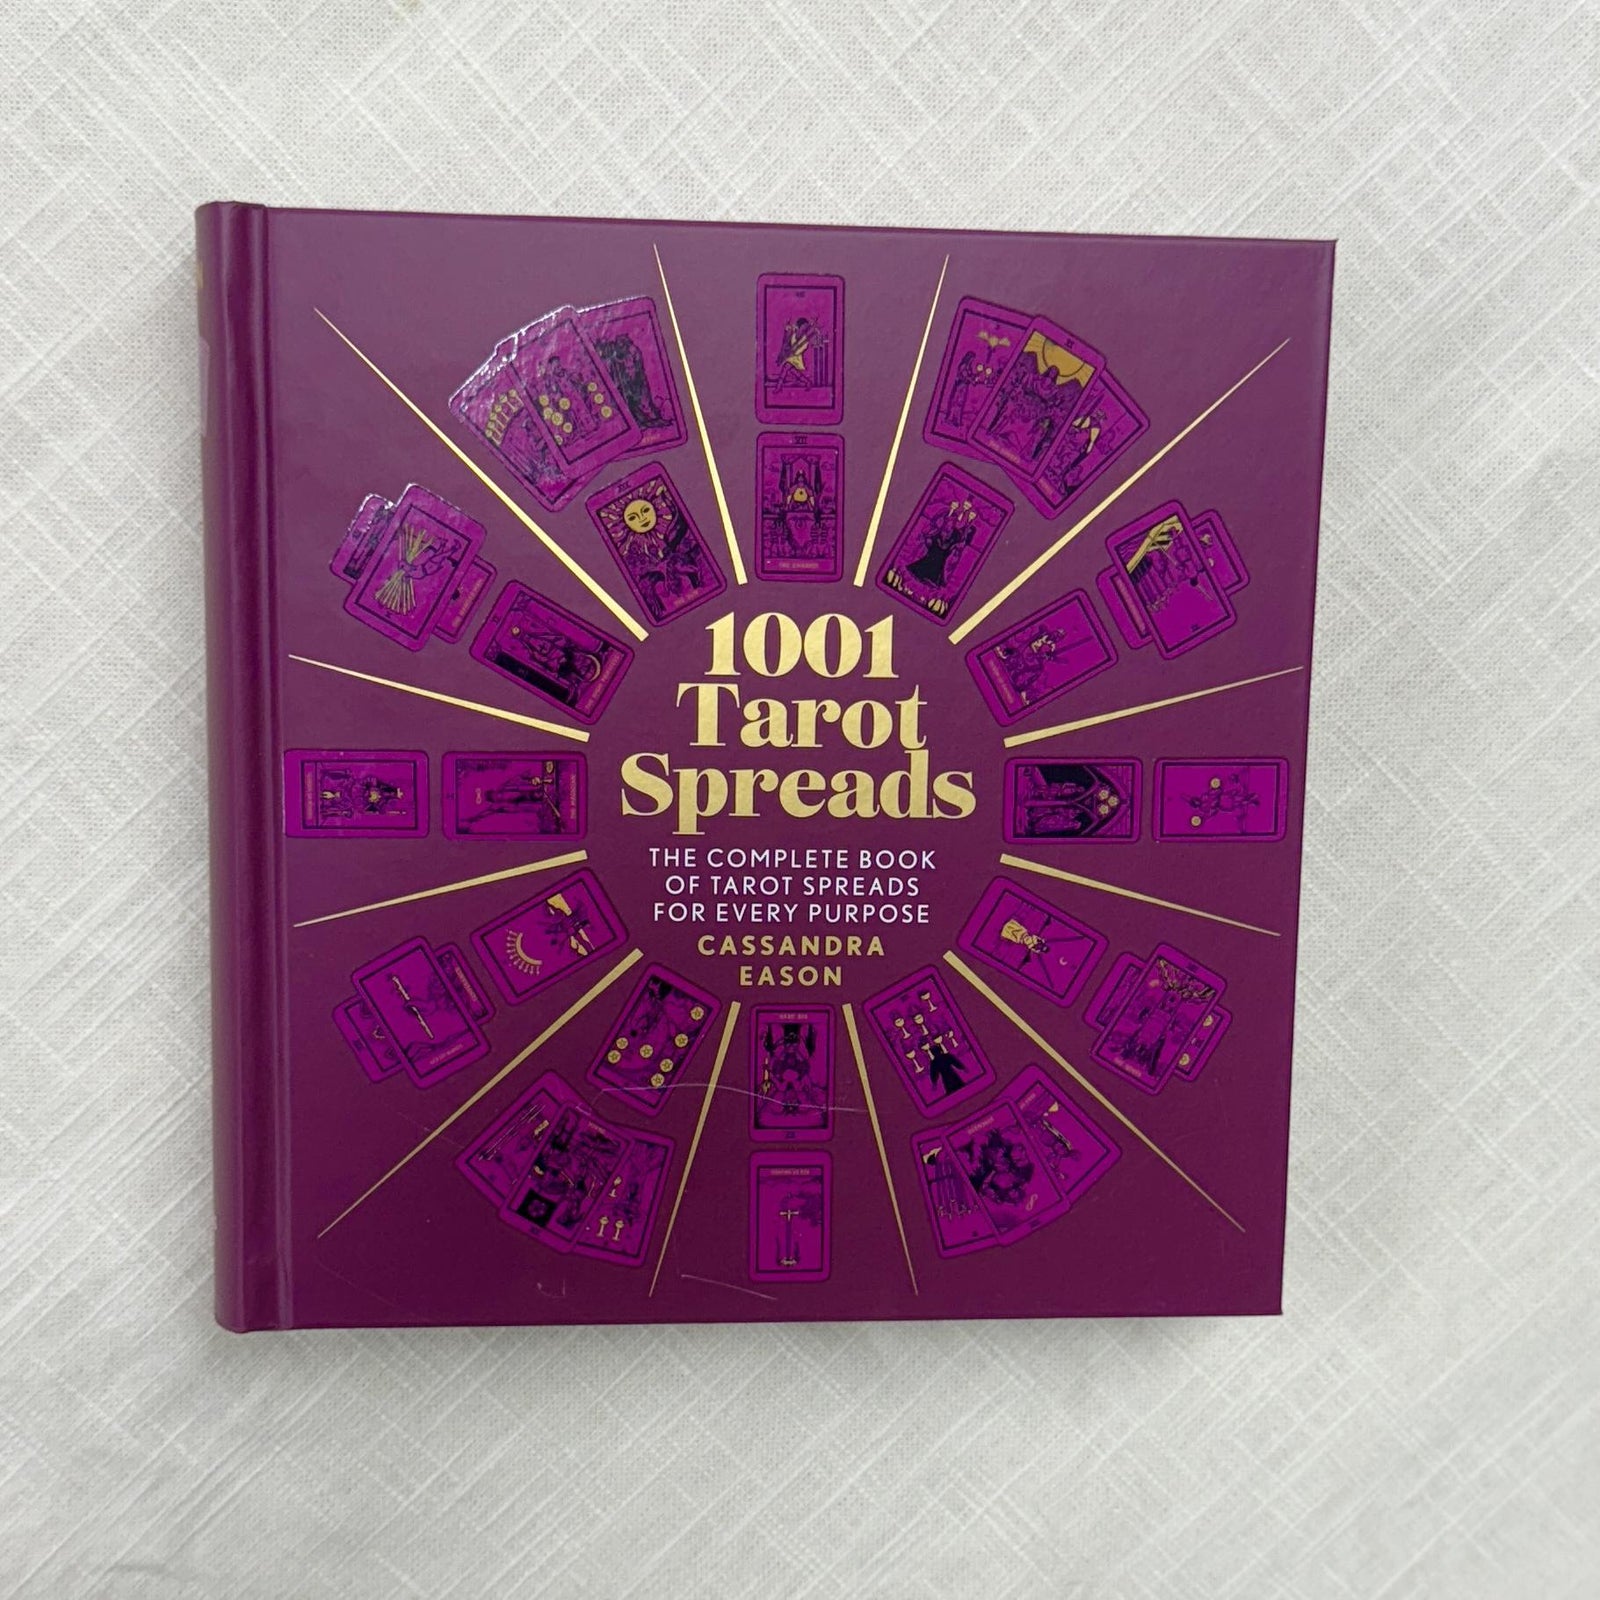 1001
Tarot
Spreads
THE COMPLETE BOOK
OF TAROT SPREADS
FOR EVERY PURPOSE
CASSANDRA
EASON